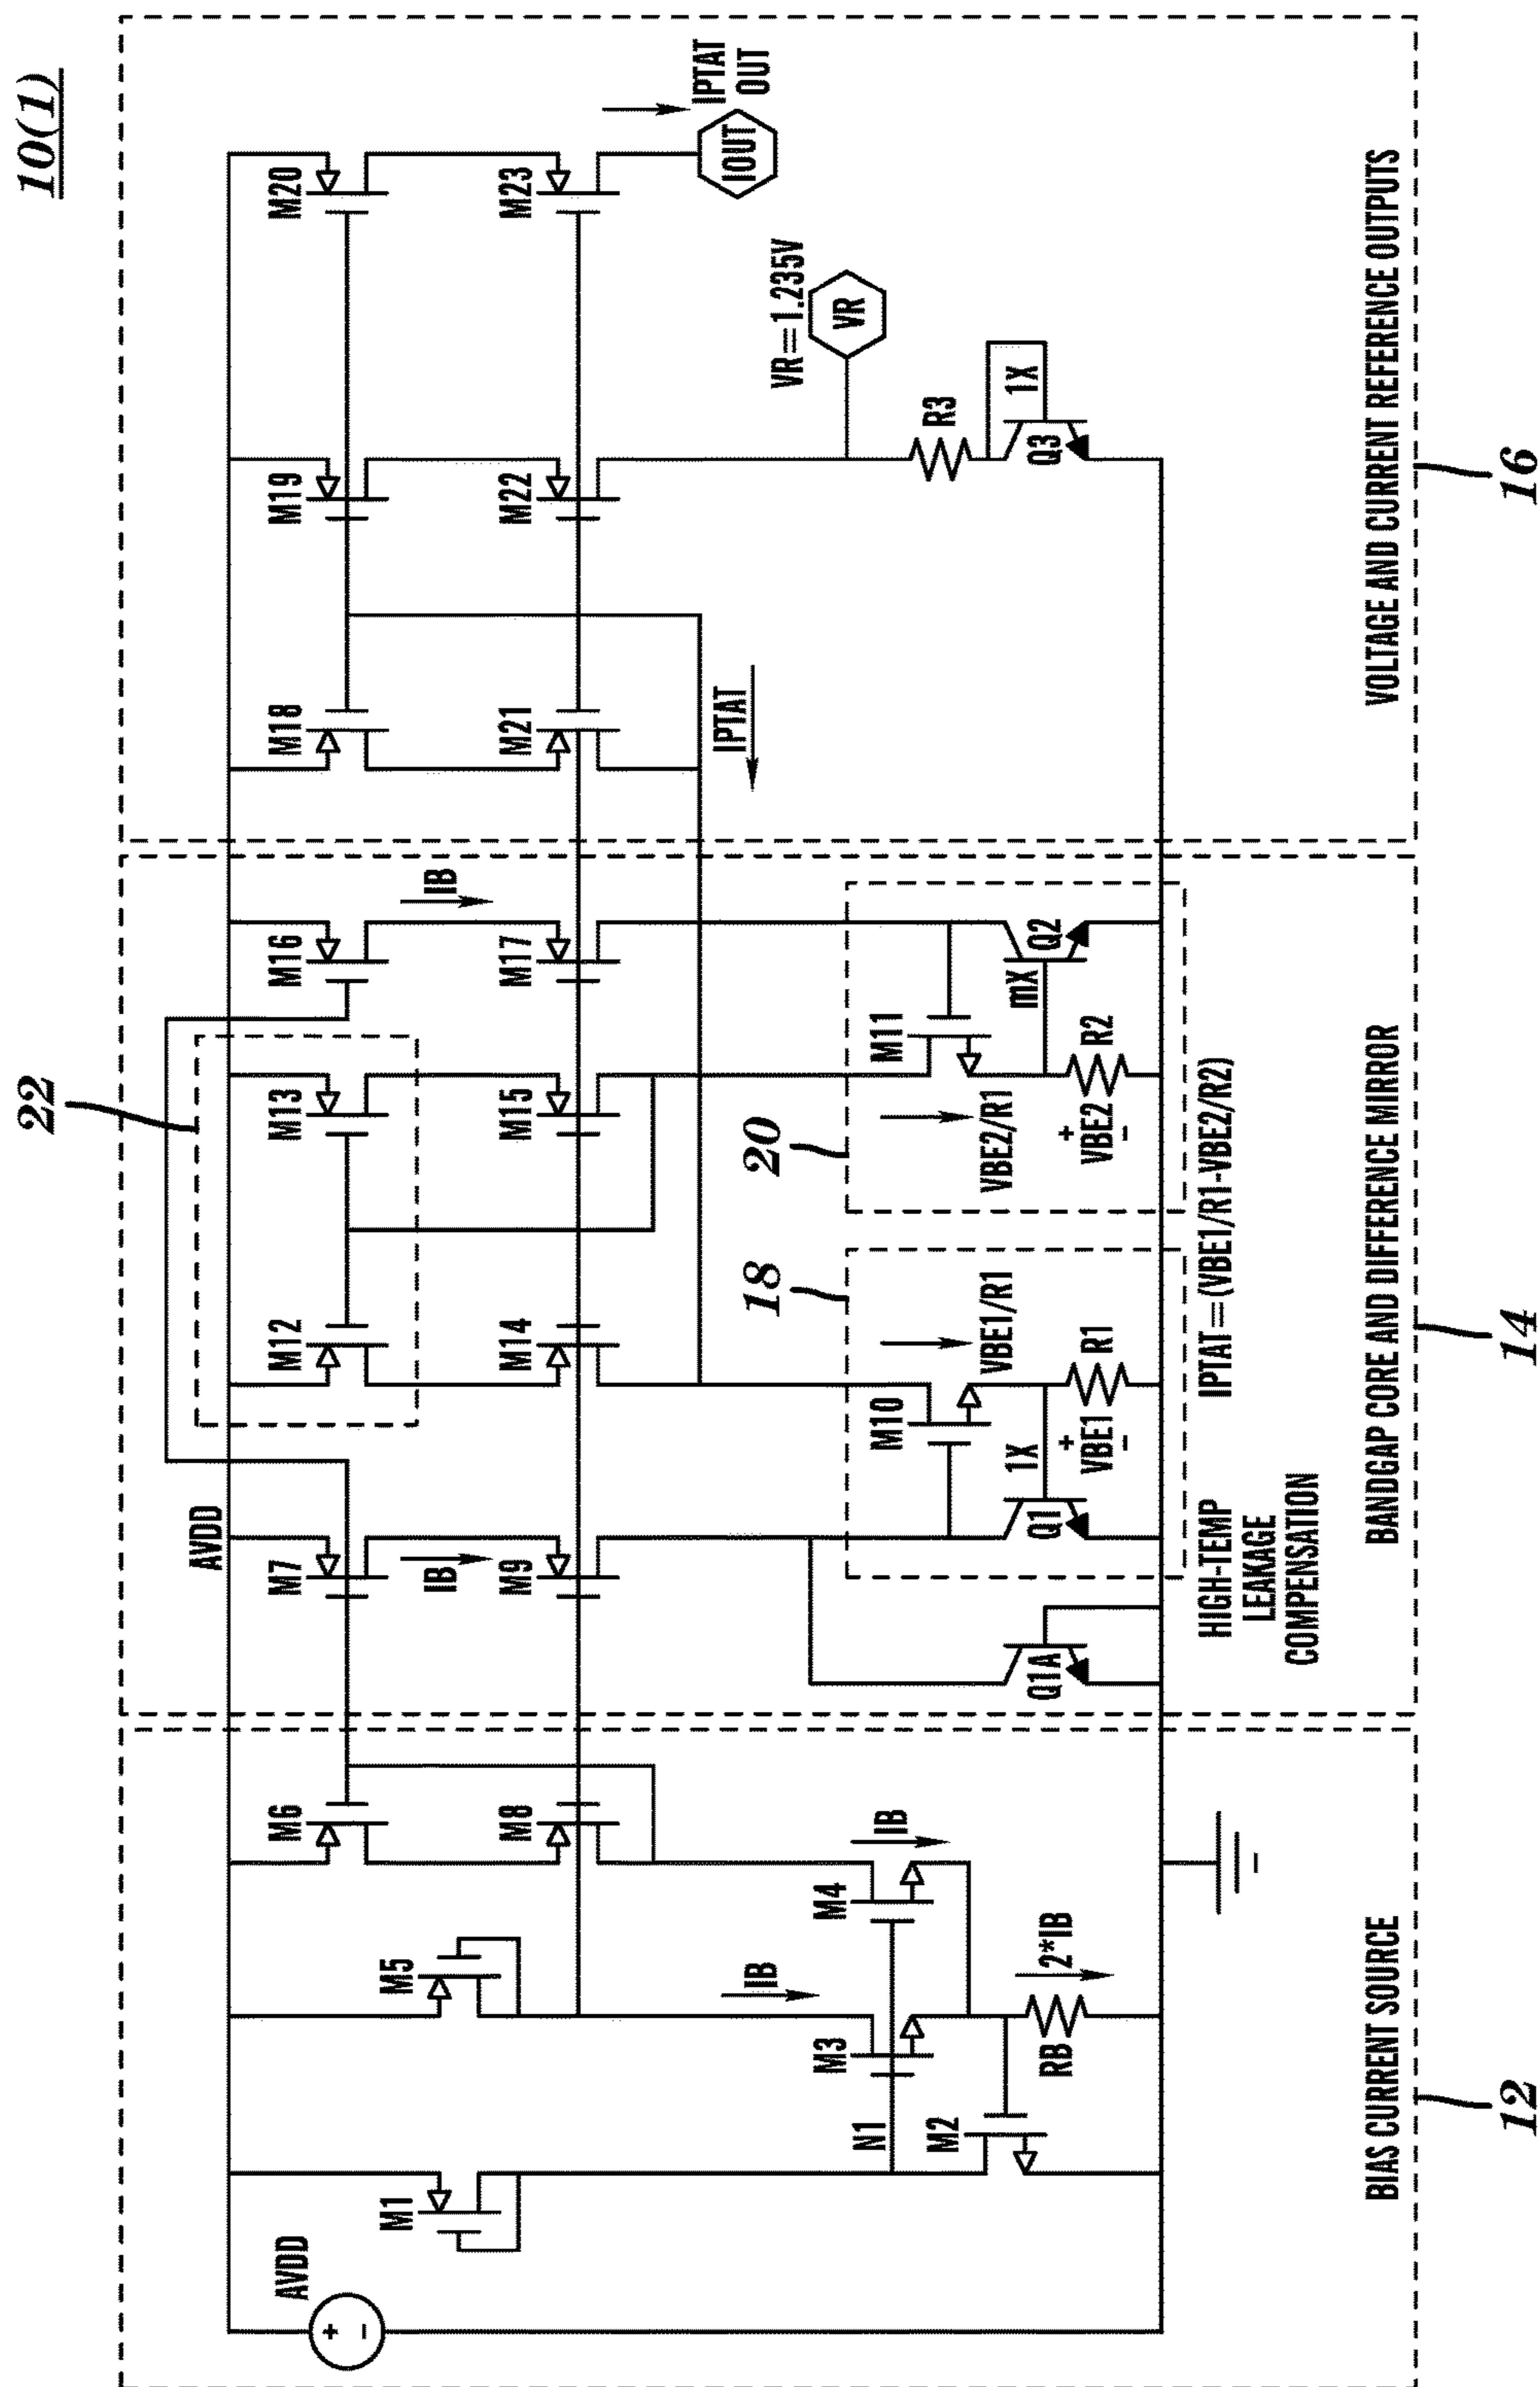 10(1)
22
AVDD
AVDD
M1
M5
M6
M7
M12
M13
M16
M18
M19
M20
IB
IB
M8
M9
M14
M15
M17
M21
M22
M23
IPTAT
IPTAT
OUT
IOUT
VR=1.235V
VR
IB
M3
M4
IB
N1
M2
RB
2*IB
Q1A
Q1
1X
M10
18
VBE1/R1
+
VBE1
-
R1
20
VBE2/R1
+
VBE2
-
R2
M11
mX
Q2
R3
Q3
1X
HIGH-TEMP
LEAKAGE
COMPENSATION
IPTAT=(VBE1/R1-VBE2/R2)
BIAS CURRENT SOURCE
BANDGAP CORE AND DIFFERENCE MIRROR
VOLTAGE AND CURRENT REFERENCE OUTPUTS
12
14
16